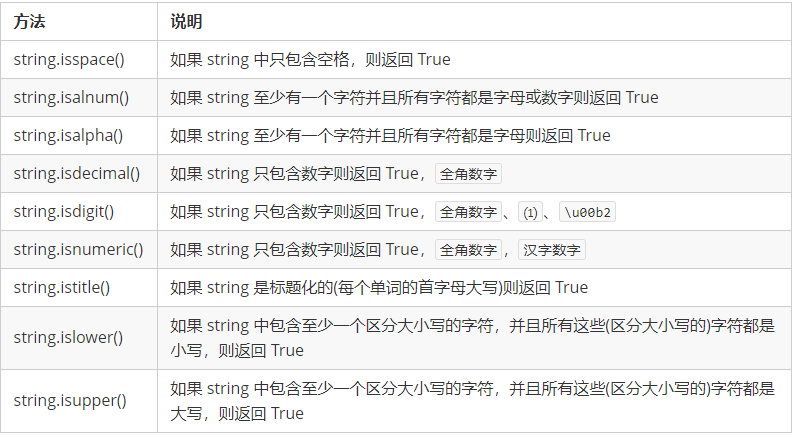 方法 说明
string.isspace() 如果 string 中只包含空格，则返回 True
string.isalnum() 如果 string 至少有一个字符并且所有字符都是字母或数字则返回 True
string.isalpha() 如果 string 至少有一个字符并且所有字符都是字母则返回 True
string.isdecimal() 如果 string 只包含数字则返回 True，全角数字
string.isdigit() 如果 string 只包含数字则返回 True，全角数字、⑴、\u00b2
string.isnumeric() 如果 string 只包含数字则返回 True，全角数字，汉字数字
string.istitle() 如果 string 是标题化的(每个单词的首字母大写)则返回 True
string.islower() 如果 string 中包含至少一个区分大小写的字符，并且所有这些(区分大小写的)字符都是
小写，则返回 True
string.isupper() 如果 string 中包含至少一个区分大小写的字符，并且所有这些(区分大小写的)字符都是
大写，则返回 True